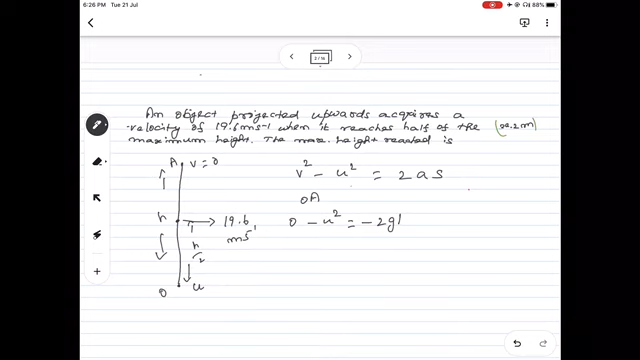 6:26 PM Tue 21 Jul
88%
2 / 16
An object projected upwards acquires a
velocity of 19.6ms⁻¹ when it reaches half of the
maximum height. The max. height reached is
A v = 0
v² - u² = 2as
OA
h 19.6
ms⁻¹
0 - u² = -2gl
h/2
O u